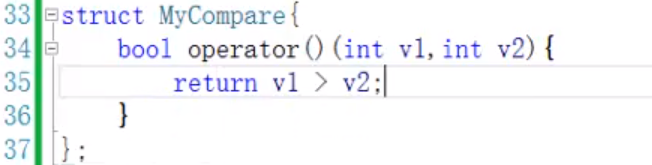 33 struct MyCompare{
34     bool operator()(int v1,int v2){
35         return v1 > v2;
36     }
37 };